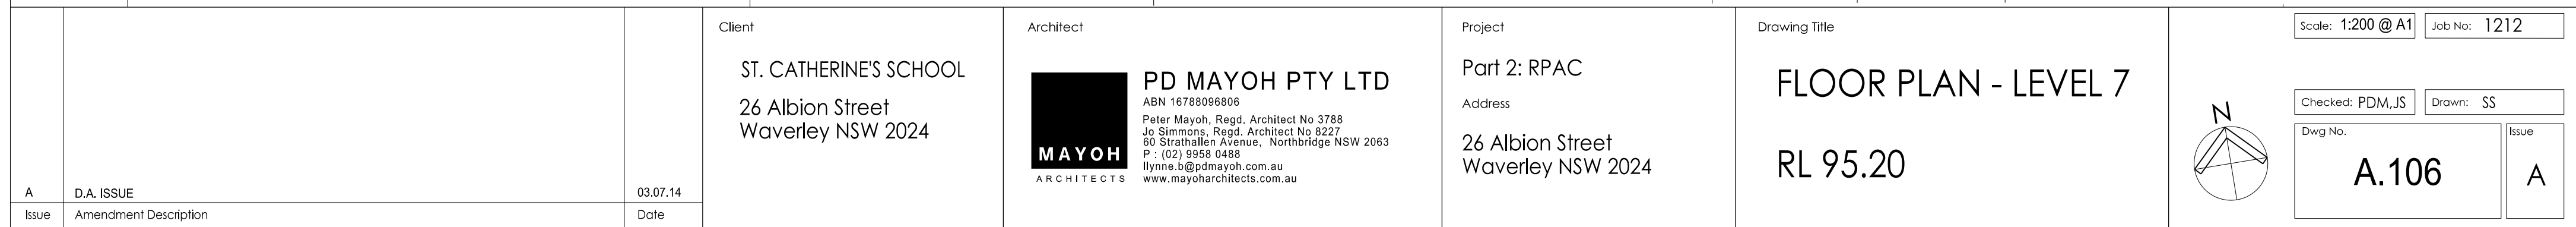 A D.A. ISSUE 03.07.14
Issue Amendment Description Date
Client
ST. CATHERINE'S SCHOOL
26 Albion Street
Waverley NSW 2024
Architect
MAYOH
ARCHITECTS
PD MAYOH PTY LTD
ABN 16788096806
Peter Mayoh, Regd. Architect No 3788
Jo Simmons, Regd. Architect No 8227
60 Strathallen Avenue, Northbridge NSW 2063
P : (02) 9958 0488
llynne.b@pdmayoh.com.au
www.mayoharchitects.com.au
Project
Part 2: RPAC
Address
26 Albion Street
Waverley NSW 2024
Drawing Title
FLOOR PLAN - LEVEL 7
RL 95.20
N
Scale: 1:200 @ A1 Job No: 1212
Checked: PDM,JS Drawn: SS
Dwg No. Issue
A.106 A